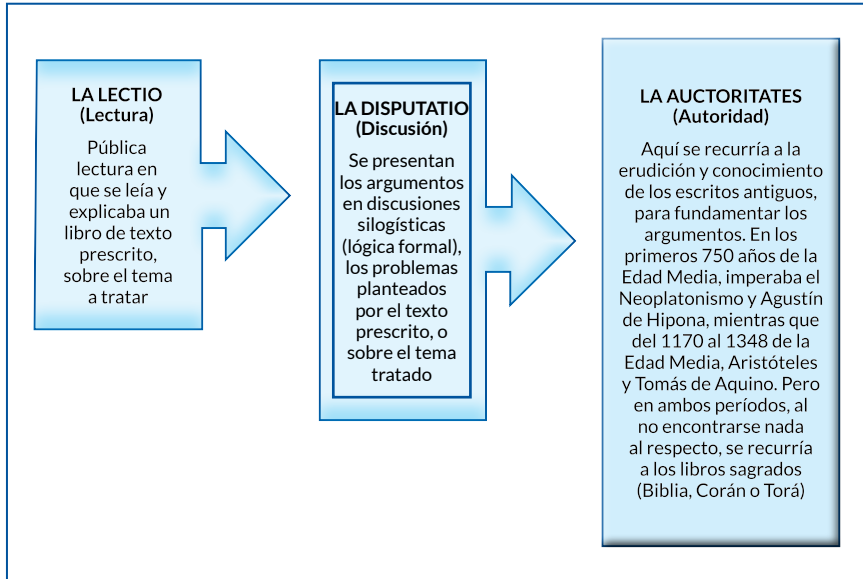 LA LECTIO
(Lectura)
Pública
lectura en
que se leía y
explicaba un
libro de texto
prescrito,
sobre el tema
a tratar
LA DISPUTATIO
(Discusión)
Se presentan
los argumentos
en discusiones
silogísticas
(lógica formal),
los problemas
planteados
por el texto
prescrito, o
sobre el tema
tratado
LA AUCTORITATES
(Autoridad)
Aquí se recurría a la
erudición y conocimiento
de los escritos antiguos,
para fundamentar los
argumentos. En los
primeros 750 años de la
Edad Media, imperaba el
Neoplatonismo y Agustín
de Hipona, mientras que
del 1170 al 1348 de la
Edad Media, Aristóteles
y Tomás de Aquino. Pero
en ambos períodos, al
no encontrarse nada
al respecto, se recurría
a los libros sagrados
(Biblia, Corán o Torá)